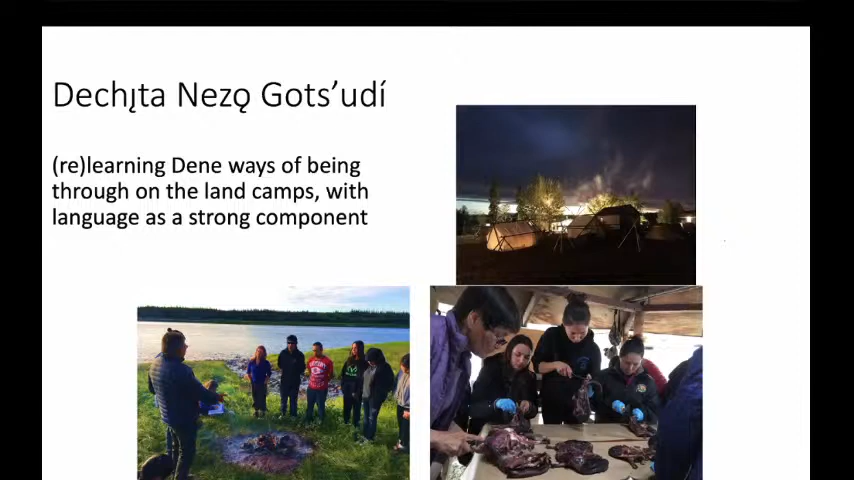 Dechı̨ta Nezǫ Gots’udí
(re)learning Dene ways of being
through on the land camps, with
language as a strong component